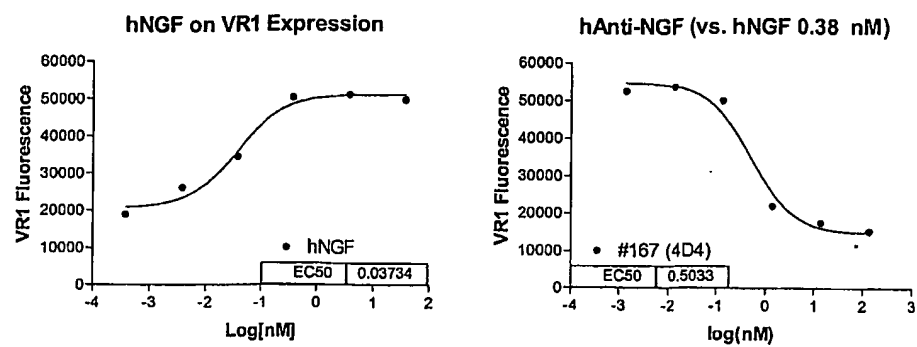 hNGF on VR1 Expression
60000
50000
40000
30000
20000
10000
0
VR1 Fluorescence
hNGF
EC50 0.03734
-4 -3 -2 -1 0 1 2
Log[nM]
hAnti-NGF (vs. hNGF 0.38 nM)
60000
50000
40000
30000
20000
10000
0
VR1 Fluorescence
#167 (4D4)
EC50 0.5033
-4 -3 -2 -1 0 1 2 3
log(nM)